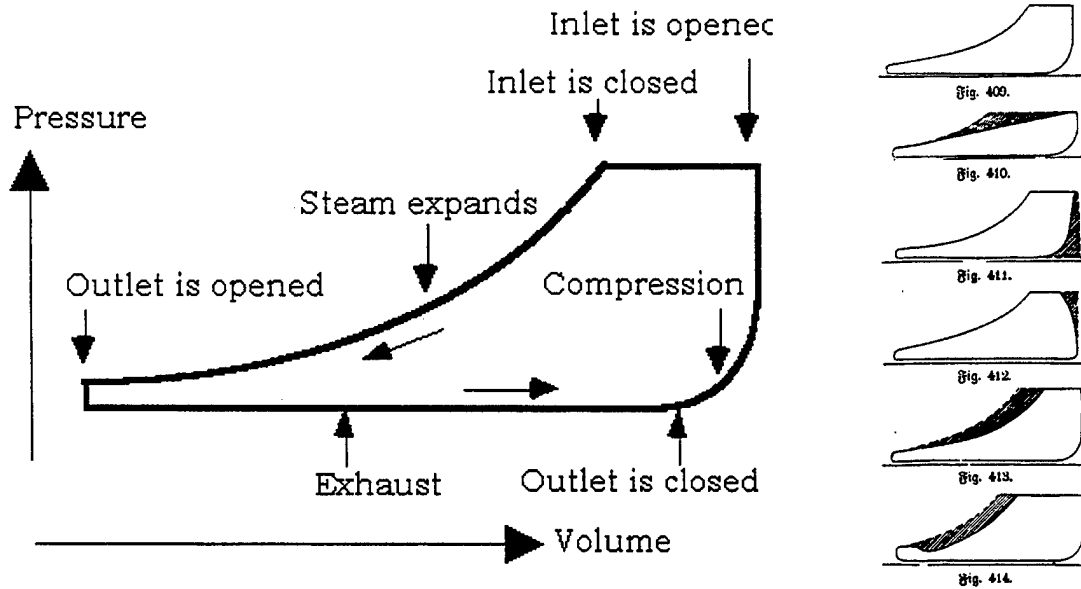 Inlet is opened
Inlet is closed
Pressure
Steam expands
Outlet is opened
Compression
Exhaust
Outlet is closed
Volume
Fig. 409.
Fig. 410.
Fig. 411.
Fig. 412.
Fig. 413.
Fig. 414.